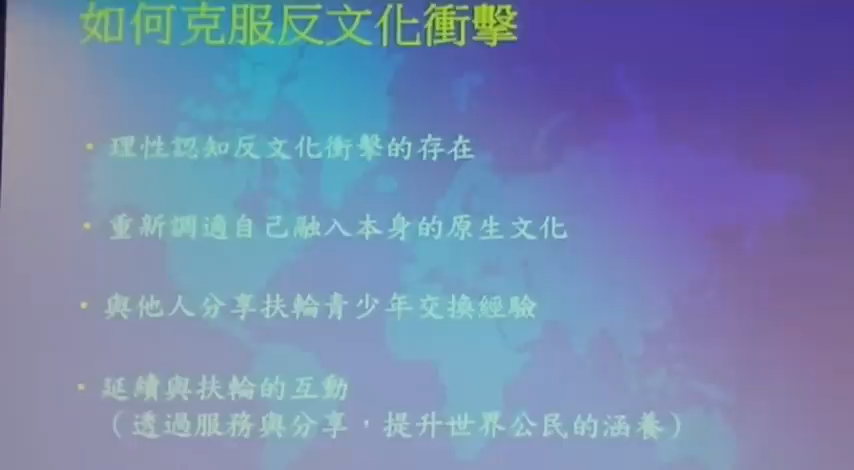 如何克服反文化衝擊
• 理性認知反文化衝擊的存在
• 重新調適自己融入本身的原生文化
• 與他人分享扶輪青少年交換經驗
• 延續與扶輪的互動
（透過服務與分享，提升世界公民的涵養）